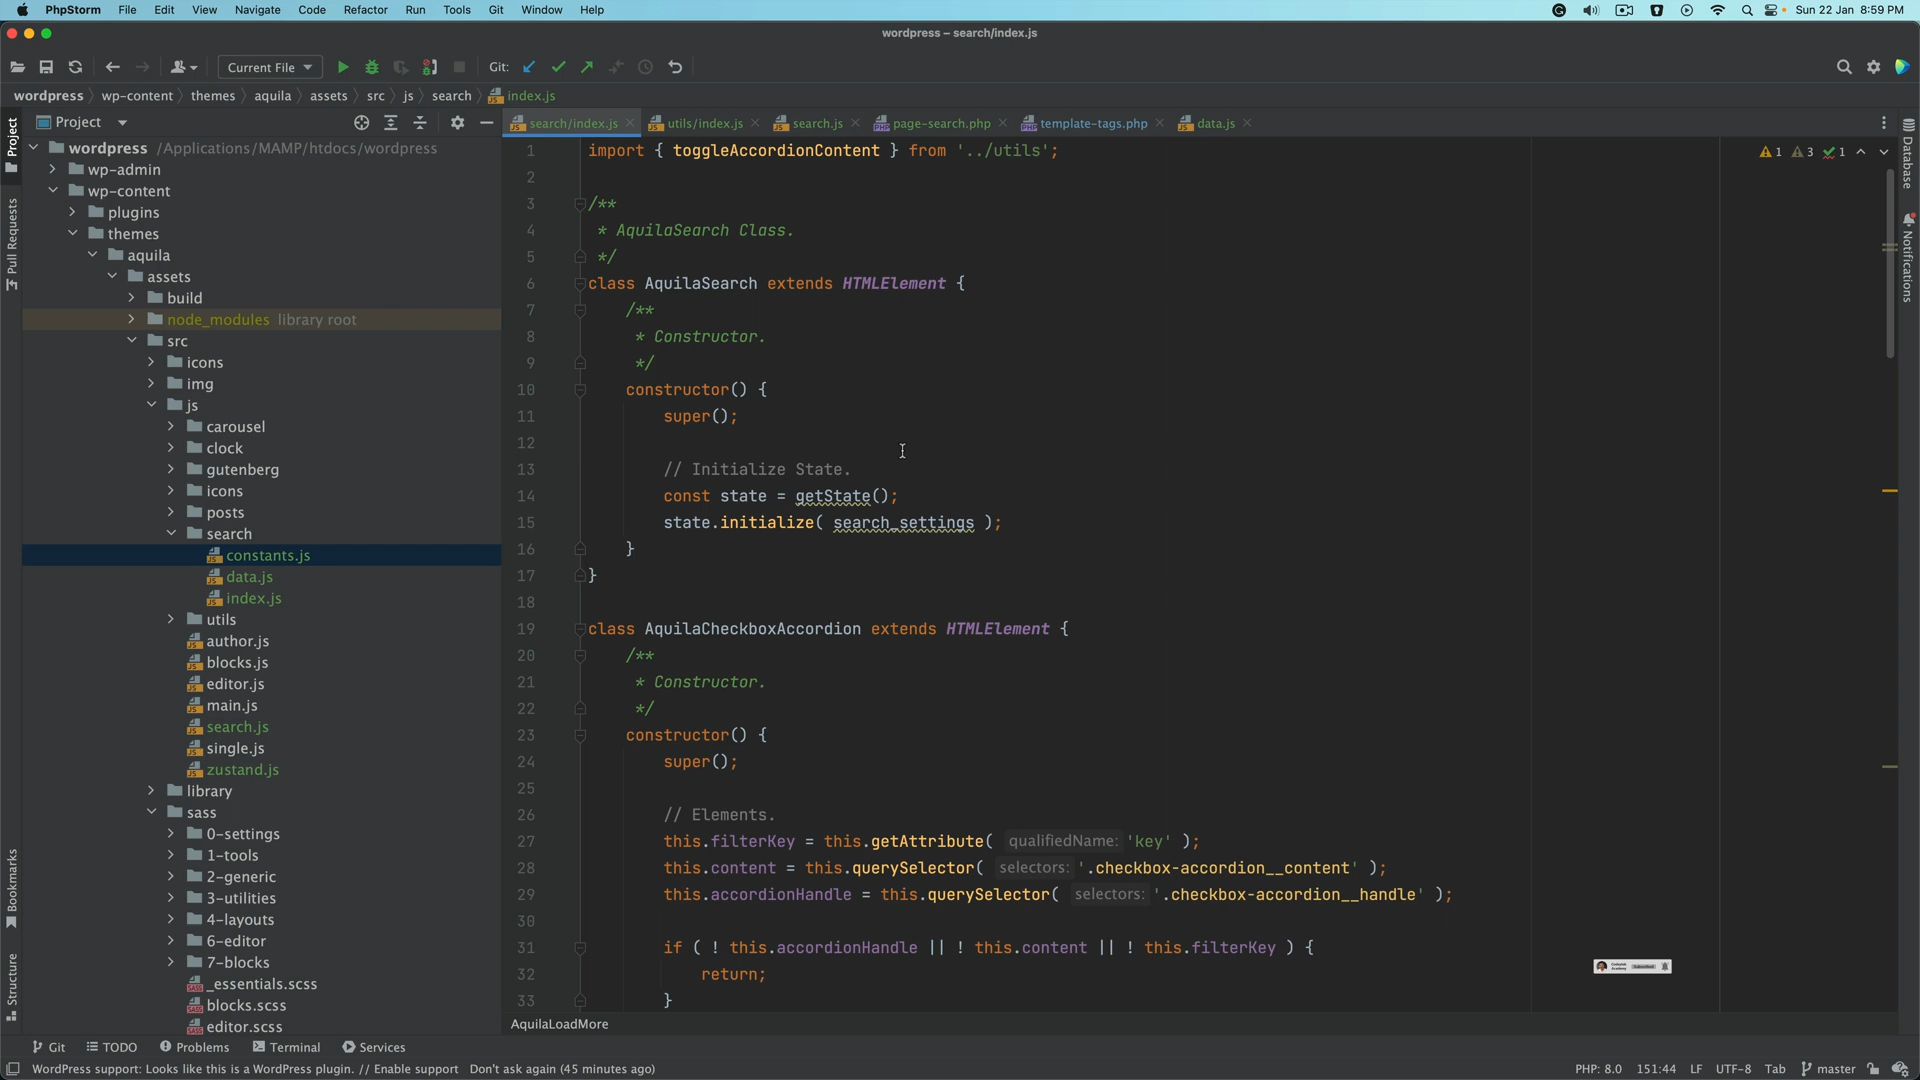 PhpStorm File Edit View Navigate Code Refactor Run Tools Git Window Help Sun 22 Jan 8:59 PM
wordpress – search/index.js
Current File Git:
wordpress wp-content themes aquila assets src js search index.js
Project search/index.js utils/index.js search.js page-search.php template-tags.php data.js
Project
Pull Requests
Bookmarks
Structure
Database
Notifications
wordpress /Applications/MAMP/htdocs/wordpress
wp-admin
wp-content
plugins
themes
aquila
assets
build
node_modules library root
src
icons
img
js
carousel
clock
gutenberg
icons
posts
search
constants.js
data.js
index.js
utils
author.js
blocks.js
editor.js
main.js
search.js
single.js
zustand.js
library
sass
0-settings
1-tools
2-generic
3-utilities
4-layouts
6-editor
7-blocks
_essentials.scss
blocks.scss
editor.scss
1 3 1
1 import { toggleAccordionContent } from '../utils';
2
3 /**
4 * AquilaSearch Class.
5 */
6 class AquilaSearch extends HTMLElement {
7 /**
8 * Constructor.
9 */
10 constructor() {
11 super();
12
13 // Initialize State.
14 const state = getState();
15 state.initialize( search_settings );
16 }
17 }
18
19 class AquilaCheckboxAccordion extends HTMLElement {
20 /**
21 * Constructor.
22 */
23 constructor() {
24 super();
25
26 // Elements.
27 this.filterKey = this.getAttribute( qualifiedName: 'key' );
28 this.content = this.querySelector( selectors: '.checkbox-accordion__content' );
29 this.accordionHandle = this.querySelector( selectors: '.checkbox-accordion__handle' );
30
31 if ( ! this.accordionHandle || ! this.content || ! this.filterKey ) {
32 return;
33 }
AquilaLoadMore
Git TODO Problems Terminal Services
WordPress support: Looks like this is a WordPress plugin. // Enable support Don't ask again (45 minutes ago) PHP: 8.0 151:44 LF UTF-8 Tab master